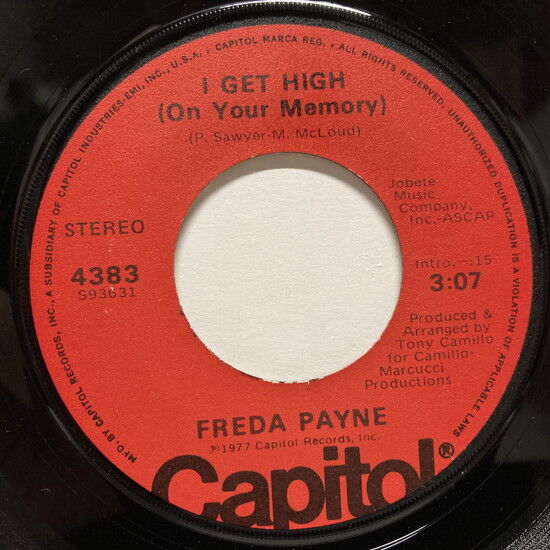 MFD. BY CAPITOL RECORDS, INC., A SUBSIDIARY OF CAPITOL INDUSTRIES-EMI, INC., U.S.A. • CAPITOL MARCA REG. • ALL RIGHTS RESERVED. UNAUTHORIZED DUPLICATION IS A VIOLATION OF APPLICABLE LAWS
I GET HIGH
(On Your Memory)
(P. Sawyer-M. McLoud)
Jobete
Music
Company,
Inc.-ASCAP
STEREO
4383
S93631
Intro.—:15
3:07
Produced &
Arranged by
Tony Camillo
for Camillo-
Marcucci
Productions
FREDA PAYNE
℗1977 Capitol Records, Inc.
Capitol®